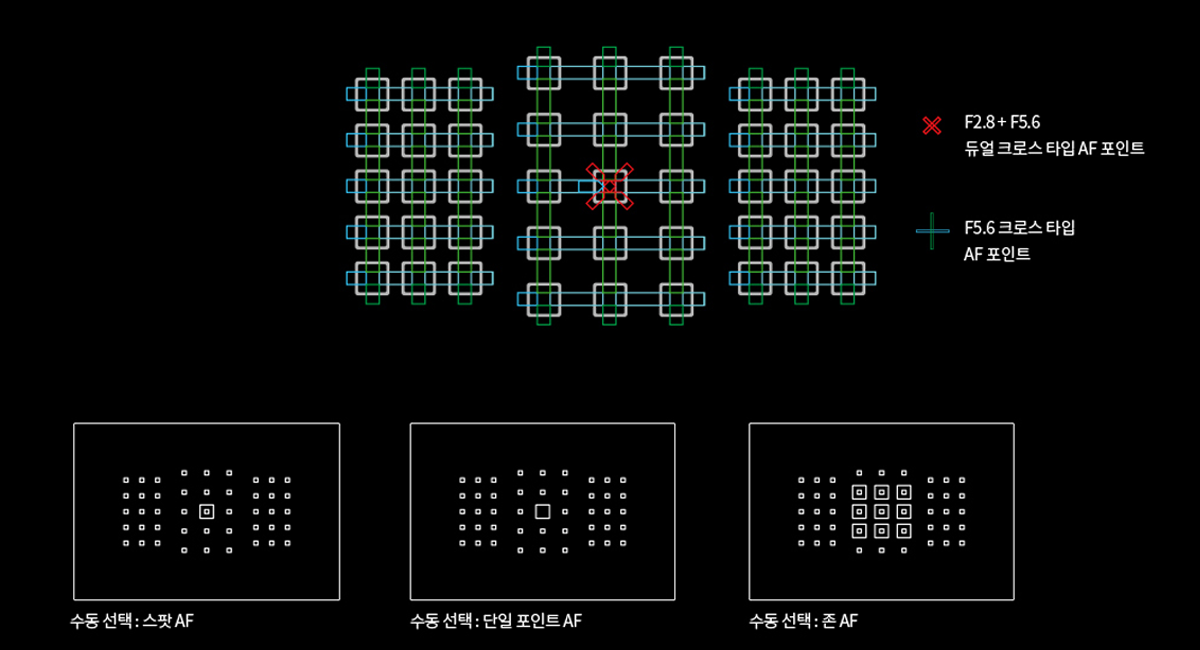 F2.8 + F5.6
듀얼 크로스 타입 AF 포인트
F5.6 크로스 타입
AF 포인트
수동 선택 : 스팟 AF
수동 선택 : 단일 포인트 AF
수동 선택 : 존 AF